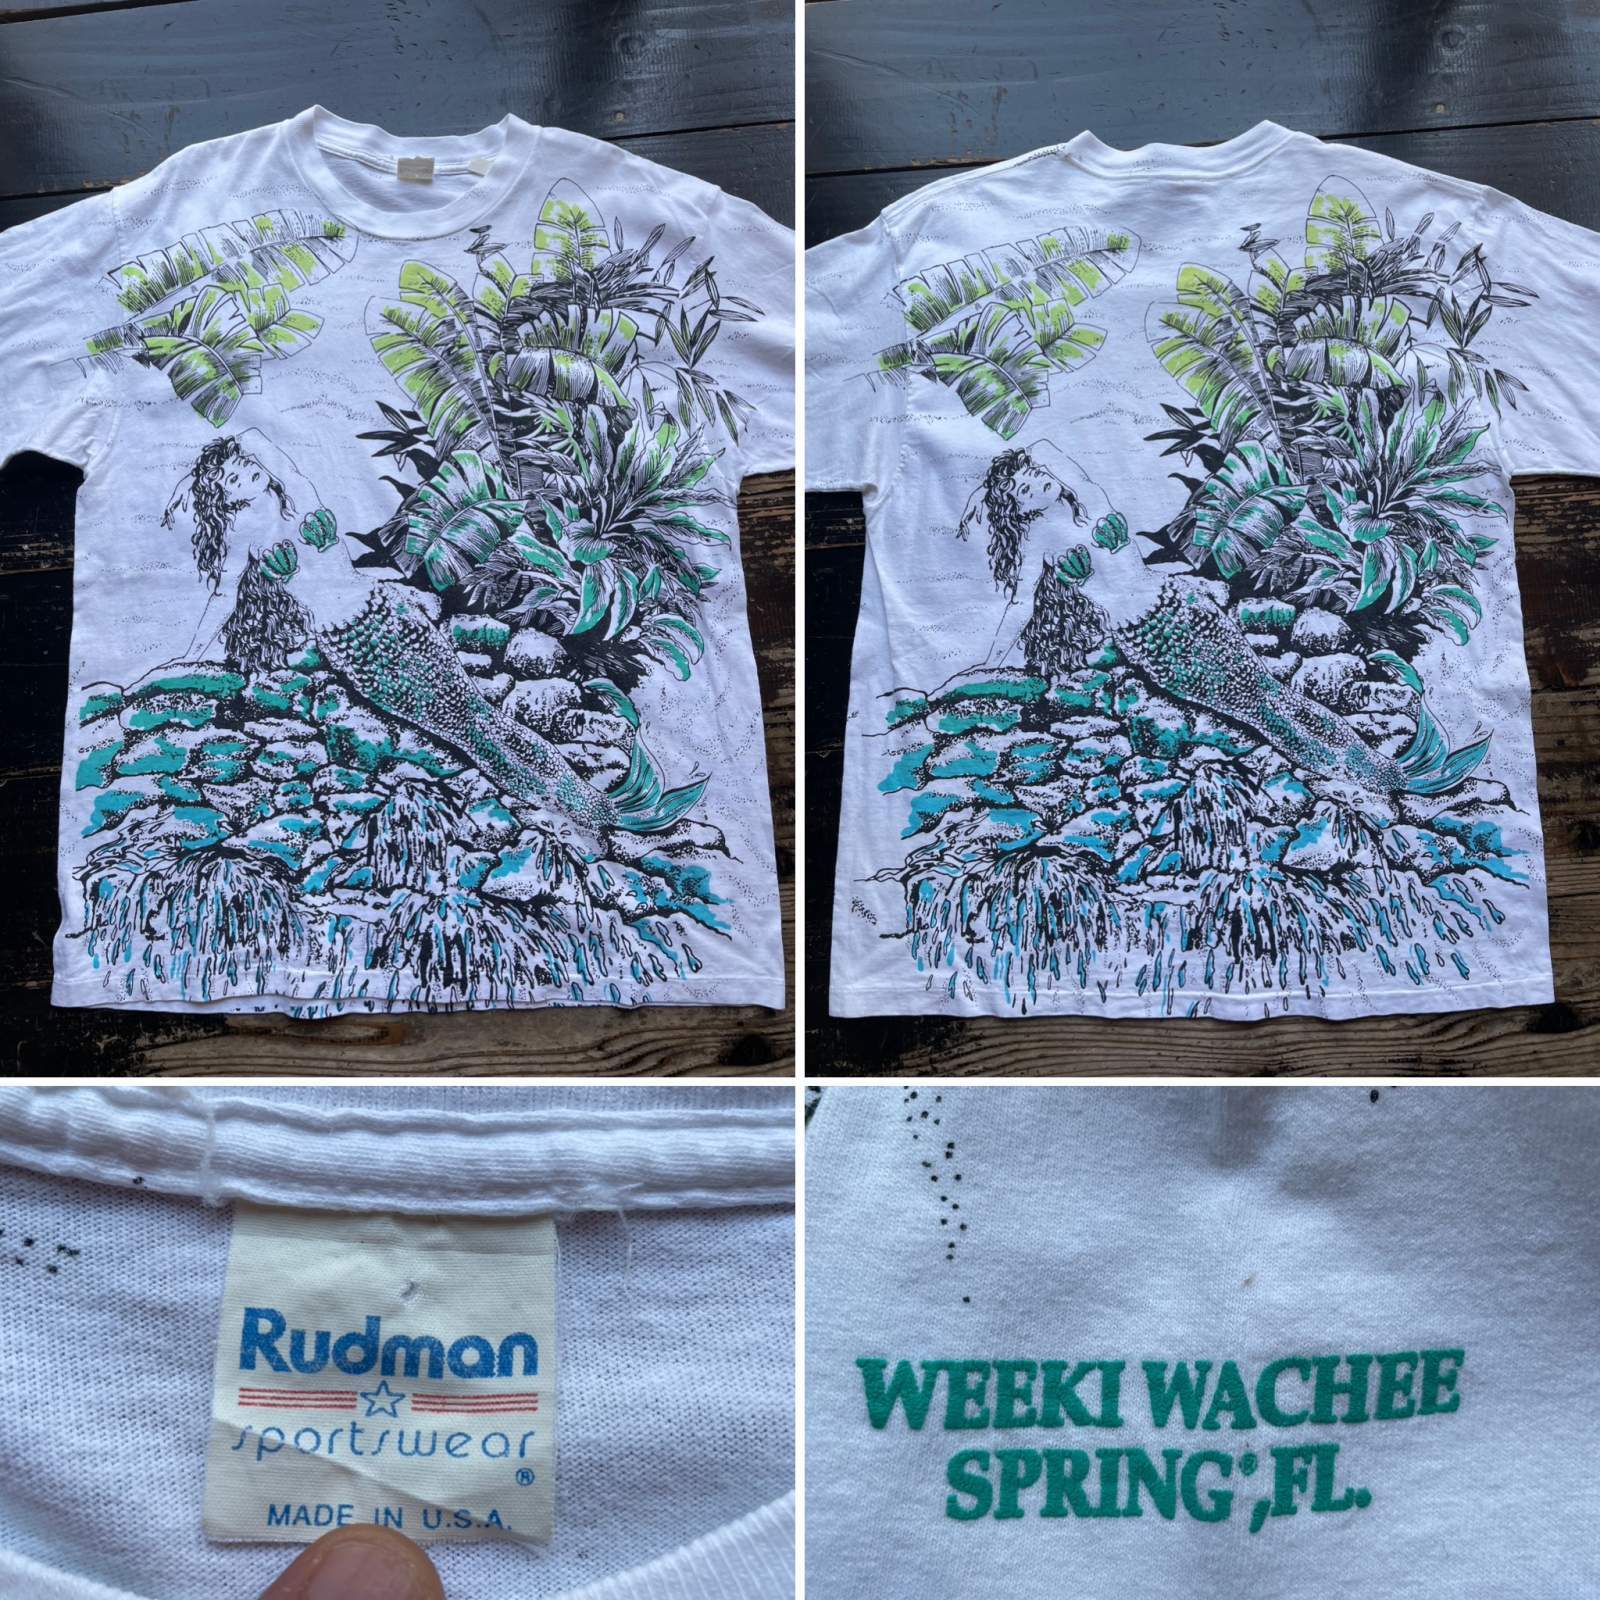 Rudman
sportswear
®
MADE IN U.S.A.
WEEKI WACHEE
SPRING®,FL.